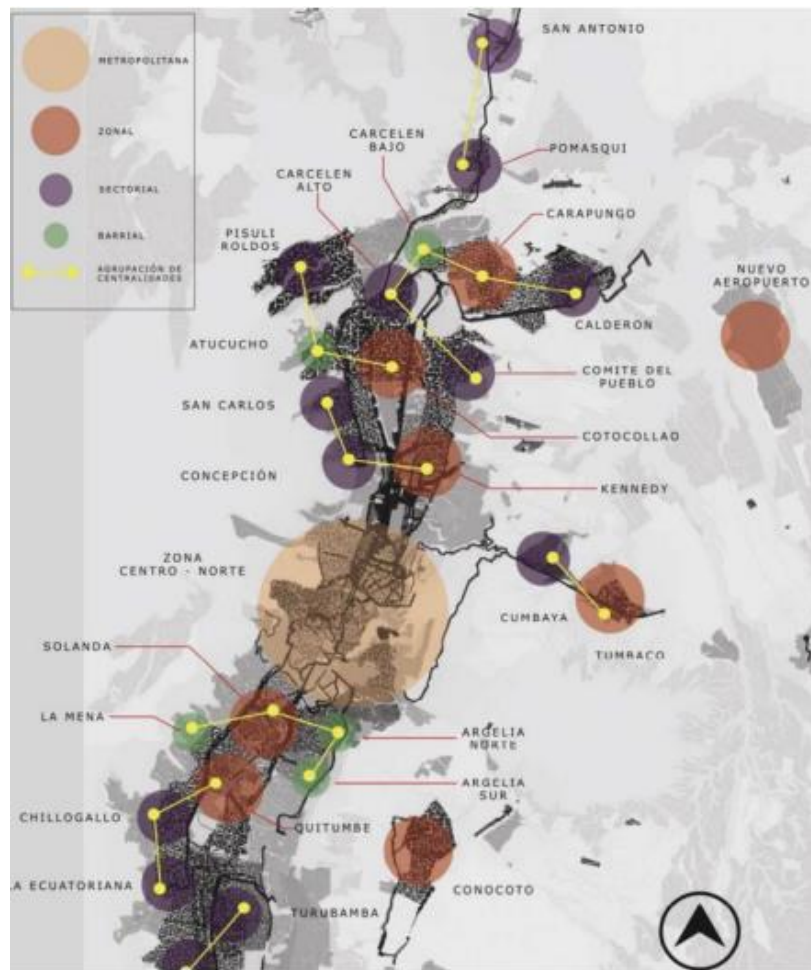 METROPOLITANA
ZONAL
SECTORIAL
BARRIAL
AGRUPACIÓN DE
CENTRALIDADES
SAN ANTONIO
CARCELEN
BAJO
POMASQUI
CARCELEN
ALTO
CARAPUNGO
PISULI
ROLDOS
NUEVO
AEROPUERTO
CALDERON
ATUCUCHO
COMITE DEL
PUEBLO
SAN CARLOS
COTOCOLLAO
CONCEPCIÓN
KENNEDY
ZONA
CENTRO - NORTE
CUMBAYA
TUMBACO
SOLANDA
LA MENA
ARGELIA
NORTE
ARGELIA
SUR
CHILLOGALLO
QUITUMBE
LA ECUATORIANA
CONOCOTO
TURUBAMBA